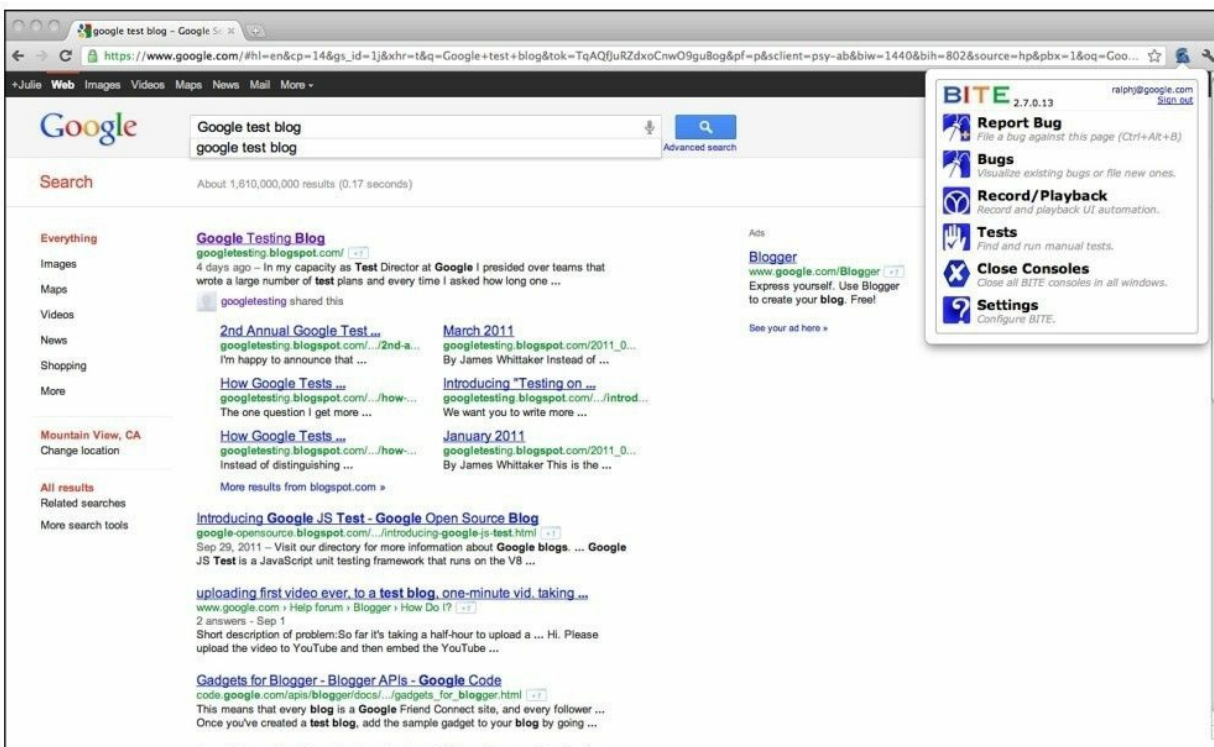 google test blog - Google Se
https://www.google.com/#hl=en&cp=14&gs_id=1j&xhr=t&q=Google+test+blog&tok=TqAQfJuRZdxoCnwO9guBog&pf=p&sclient=psy-ab&biw=1440&bih=802&source=hp&pbx=1&oq=Goo...
+Julie Web Images Videos Maps News Mail More
Google
Google test blog
google test blog
Advanced search
BITE 2.7.0.13
ralphj@google.com
Sign out
Report Bug
File a bug against this page (Ctrl+Alt+B)
Bugs
Visualize existing bugs or file new ones.
Record/Playback
Record and playback UI automation.
Tests
Find and run manual tests.
Close Consoles
Close all BITE consoles in all windows.
Settings
Configure BITE.
Search
About 1,610,000,000 results (0.17 seconds)
Everything
Images
Maps
Videos
News
Shopping
More
Mountain View, CA
Change location
All results
Related searches
More search tools
Google Testing Blog
googletesting.blogspot.com/ +1
4 days ago – In my capacity as Test Director at Google I presided over teams that
wrote a large number of test plans and every time I asked how long one ...
googletesting shared this
2nd Annual Google Test ...
googletesting.blogspot.com/.../2nd-a...
I'm happy to announce that ...
March 2011
googletesting.blogspot.com/2011_0...
By James Whittaker Instead of ...
How Google Tests ...
googletesting.blogspot.com/.../how-...
The one question I get more ...
Introducing "Testing on ...
googletesting.blogspot.com/.../introd...
We want you to write more ...
How Google Tests ...
googletesting.blogspot.com/.../how-...
Instead of distinguishing ...
January 2011
googletesting.blogspot.com/2011_0...
By James Whittaker This is the ...
More results from blogspot.com »
Introducing Google JS Test - Google Open Source Blog
google-opensource.blogspot.com/.../introducing-google-js-test.html +1
Sep 29, 2011 – Visit our directory for more information about Google blogs. ... Google
JS Test is a JavaScript unit testing framework that runs on the V8 ...
uploading first video ever, to a test blog, one-minute vid. taking ...
www.google.com › Help forum › Blogger › How Do I? +1
2 answers - Sep 1
Short description of problem:So far it's taking a half-hour to upload a ... Hi. Please
upload the video to YouTube and then embed the YouTube ...
Gadgets for Blogger - Blogger APIs - Google Code
code.google.com/apis/blogger/docs/.../gadgets_for_blogger.html +1
This means that every blog is a Google Friend Connect site, and every follower ...
Once you've created a test blog, add the sample gadget to your blog by going ...
Ads
Blogger
www.google.com/Blogger +1
Express yourself. Use Blogger
to create your blog. Free!
See your ad here »